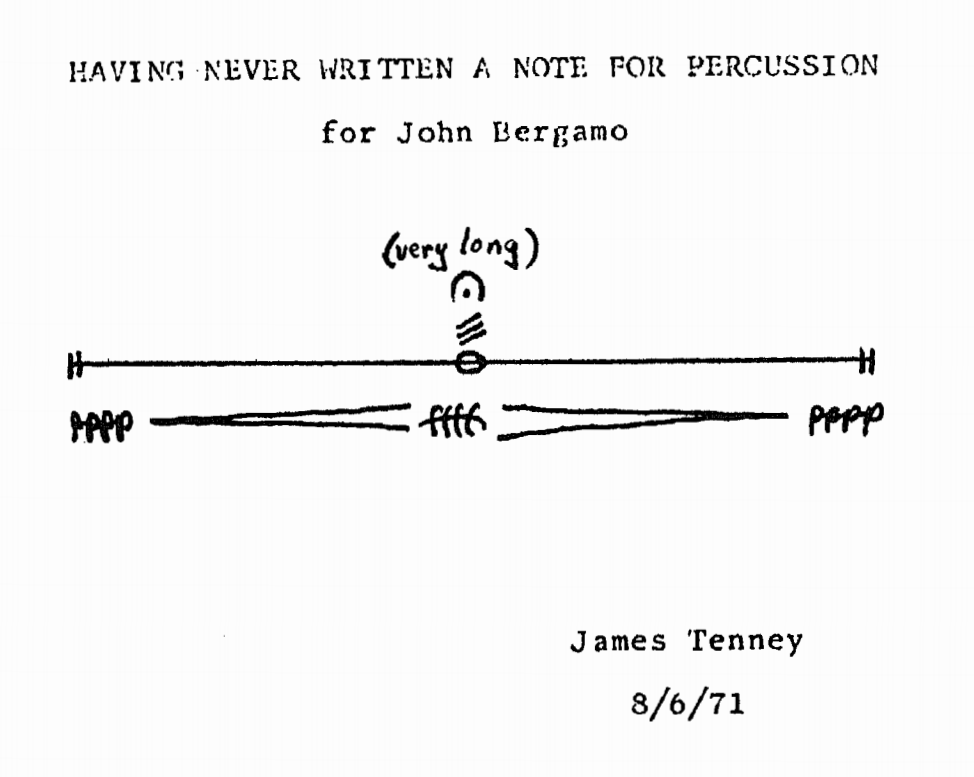 HAVING NEVER WRITTEN A NOTE FOR PERCUSSION
for John Bergamo
(very long)
pppp ffff pppp
James Tenney
8/6/71